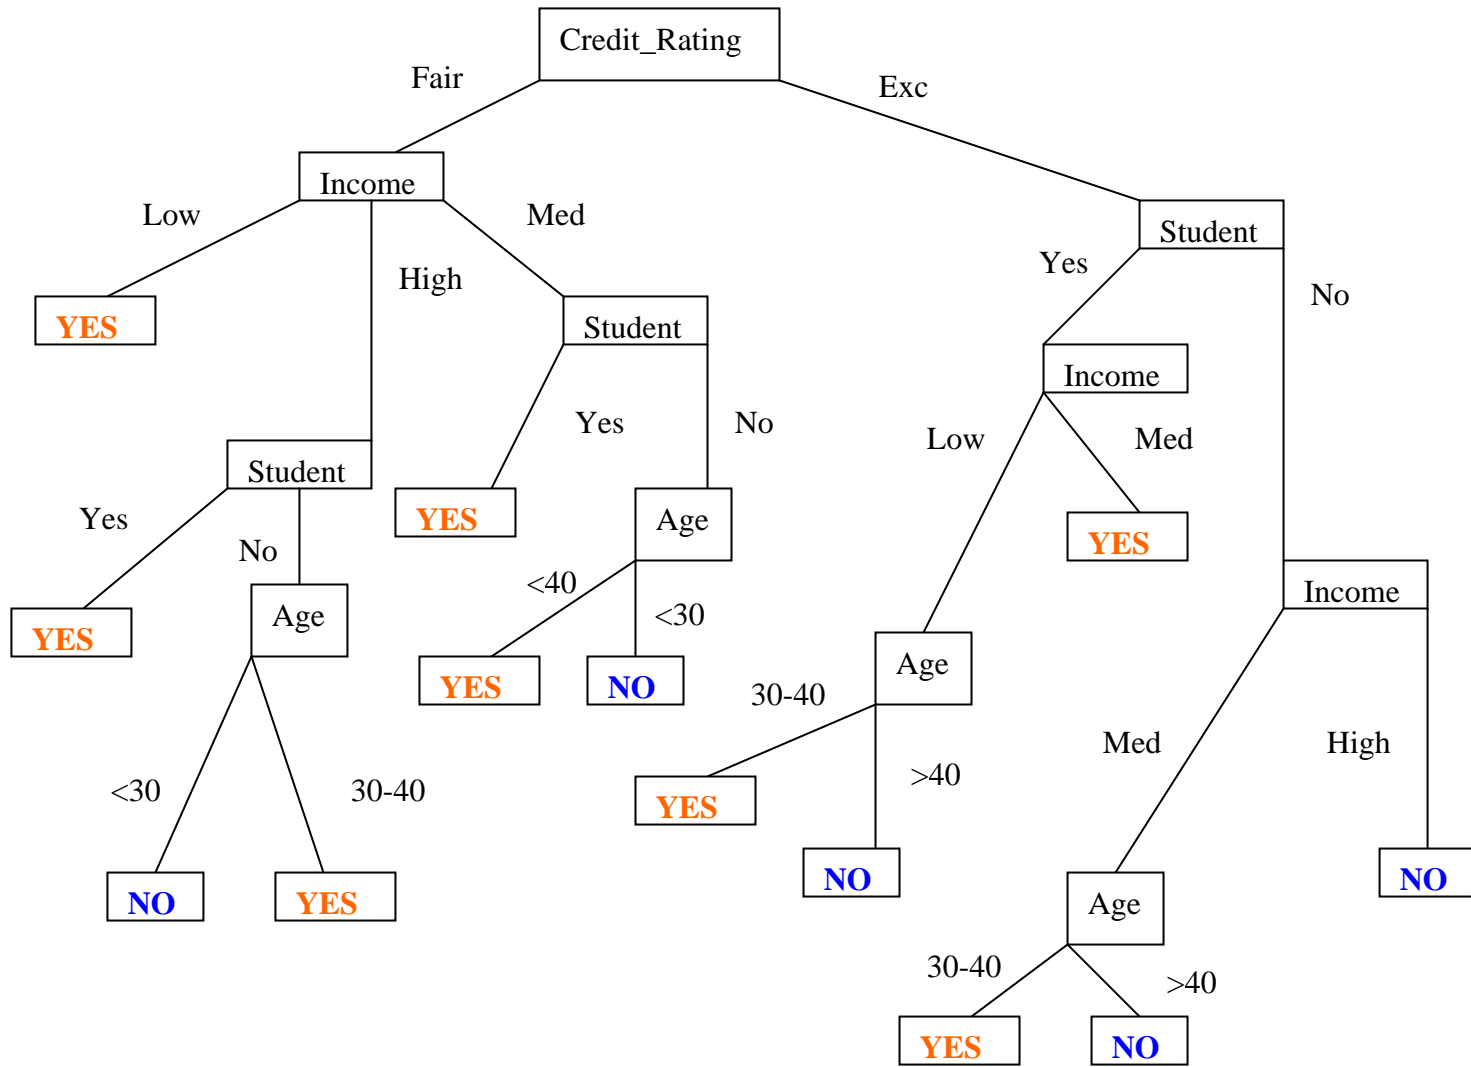 Credit_Rating
Fair
Exc
Income
Low
Med
Student
Yes
High
No
YES
Student
Income
Yes
No
Low
Med
Student
Yes
YES
Age
YES
No
<40
Income
<30
Age
YES
Age
YES
NO
30-40
Med
High
>40
<30
30-40
YES
NO
NO
NO
YES
Age
30-40
>40
YES
NO